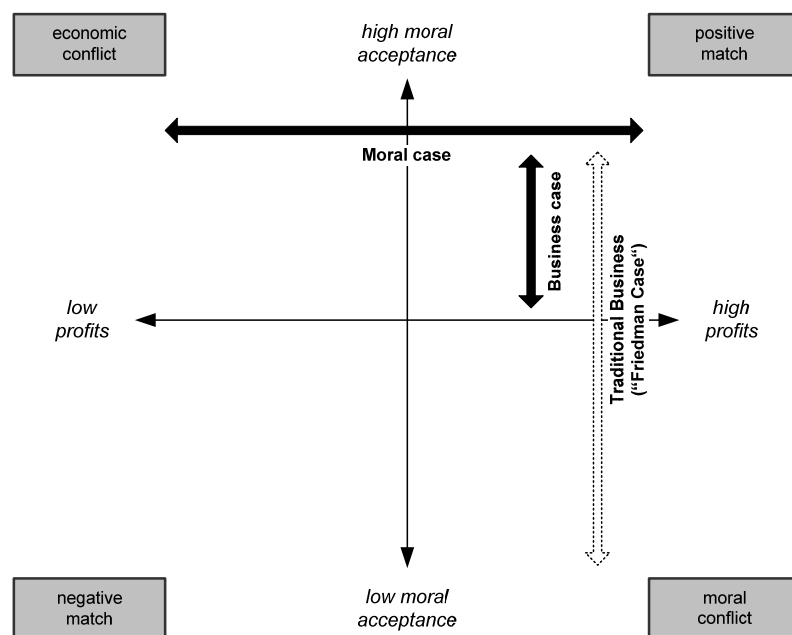 economic
conflict
high moral
acceptance
positive
match
Moral case
Business case
Traditional Business
(“Friedman Case“)
low
profits
high
profits
negative
match
low moral
acceptance
moral
conflict